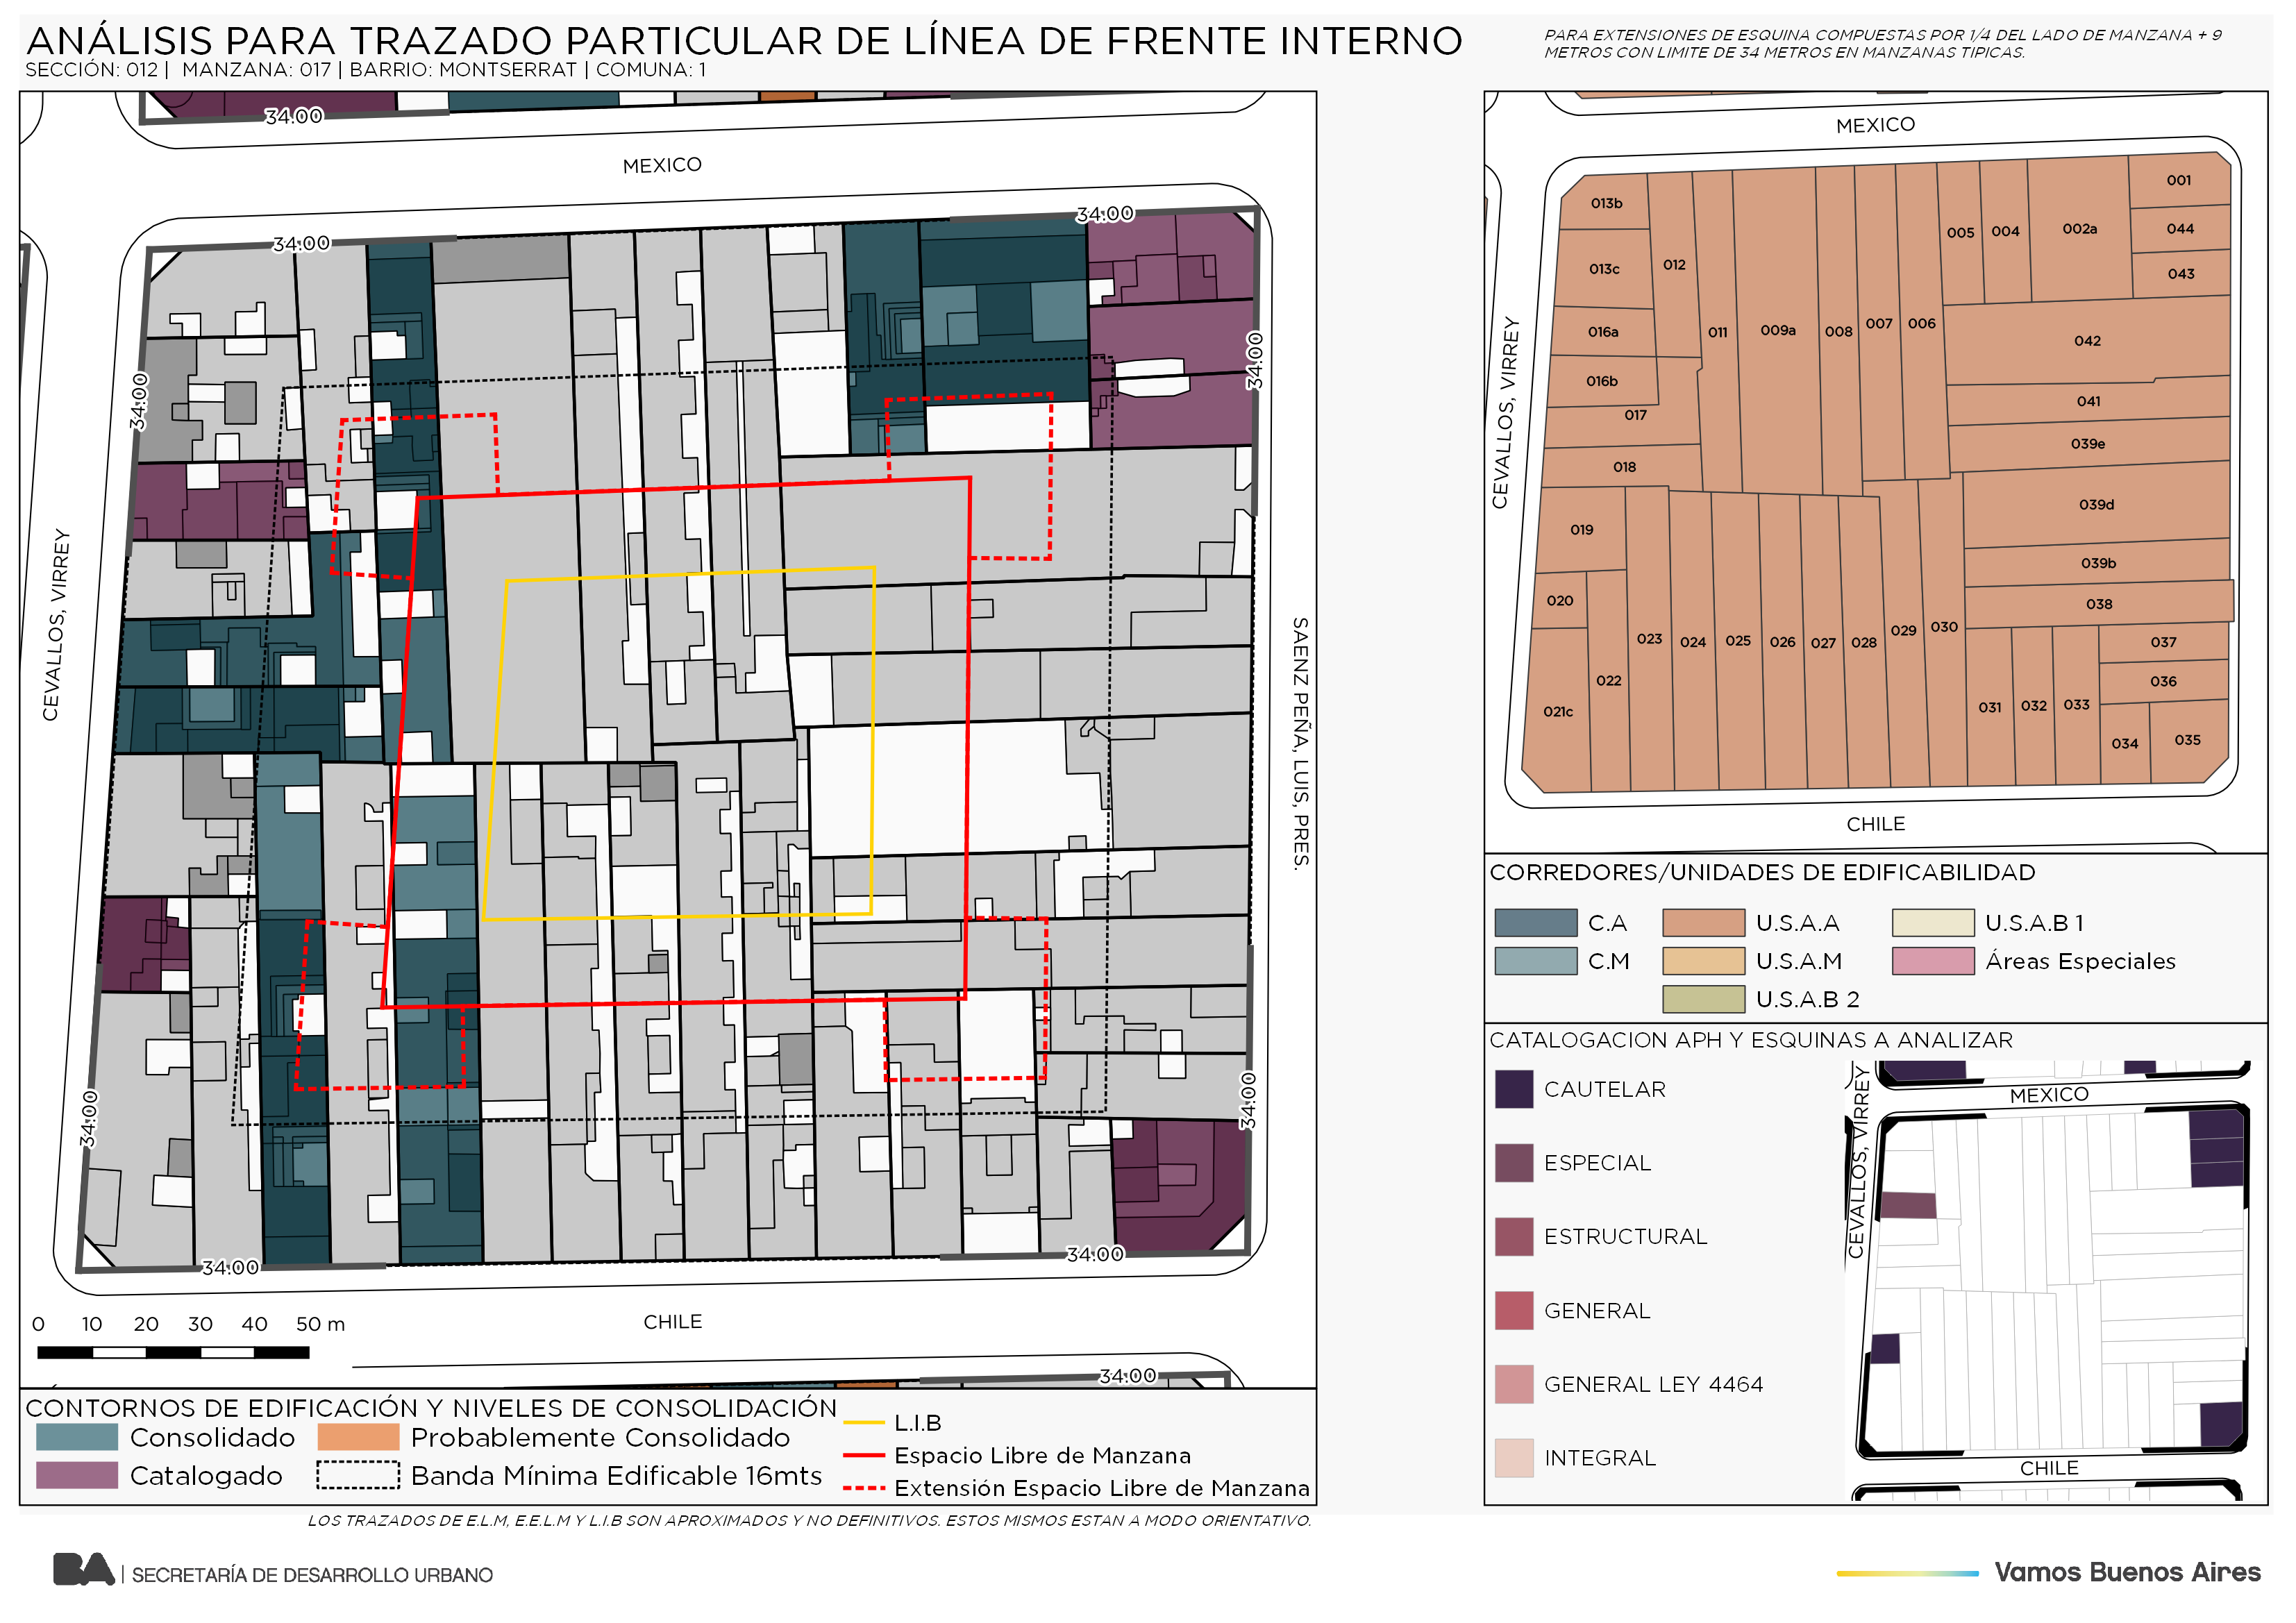 ANÁLISIS PARA TRAZADO PARTICULAR DE LÍNEA DE FRENTE INTERNO
SECCIÓN: 012 | MANZANA: 017 | BARRIO: MONTSERRAT | COMUNA: 1
PARA EXTENSIONES DE ESQUINA COMPUESTAS POR 1/4 DEL LADO DE MANZANA + 9
METROS CON LIMITE DE 34 METROS EN MANZANAS TIPICAS.
34.00
MEXICO
34.00
34.00
34.00
34.00
CEVALLOS, VIRREY
SAENZ PEÑA, LUIS, PRES.
34.00
34.00
34.00
34.00
CHILE
0 10 20 30 40 50 m
34.00
CONTORNOS DE EDIFICACIÓN Y NIVELES DE CONSOLIDACIÓN
Consolidado
Probablemente Consolidado
Catalogado
Banda Mínima Edificable 16mts
L.I.B
Espacio Libre de Manzana
Extensión Espacio Libre de Manzana
LOS TRAZADOS DE E.L.M, E.E.L.M Y L.I.B SON APROXIMADOS Y NO DEFINITIVOS. ESTOS MISMOS ESTAN A MODO ORIENTATIVO.
MEXICO
CEVALLOS, VIRREY
013b
013c
016a
016b
017
018
019
020
021c
012
011
009a
008
007
006
005
004
002a
001
044
043
042
041
039e
039d
039b
038
037
036
035
034
033
032
031
030
029
028
027
026
025
024
023
022
CHILE
CORREDORES/UNIDADES DE EDIFICABILIDAD
C.A
U.S.A.A
U.S.A.B 1
C.M
U.S.A.M
Áreas Especiales
U.S.A.B 2
CATALOGACION APH Y ESQUINAS A ANALIZAR
CAUTELAR
ESPECIAL
ESTRUCTURAL
GENERAL
GENERAL LEY 4464
INTEGRAL
MEXICO
CEVALLOS, VIRREY
CHILE
BA | SECRETARÍA DE DESARROLLO URBANO
Vamos Buenos Aires